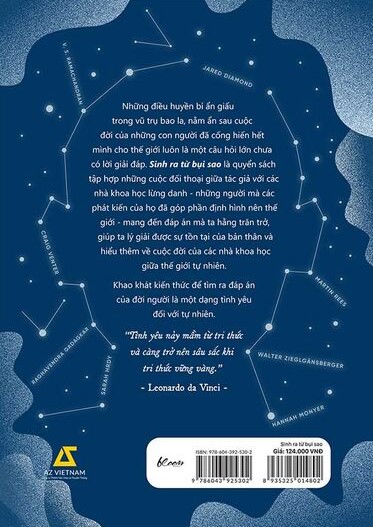 V. S. RAMACHANDRAN
JARED DIAMOND
Những điều huyền bí ẩn giấu
trong vũ trụ bao la, nằm ẩn sau cuộc
đời của những con người đã cống hiến hết
mình cho thế giới luôn là một câu hỏi lớn chưa
có lời giải đáp. Sinh ra từ bụi sao là quyển sách
tập hợp những cuộc đối thoại giữa tác giả với các
nhà khoa học lừng danh - những người mà các
phát kiến của họ đã góp phần định hình nên thế
giới - mang đến đáp án mà ta hằng trăn trở,
giúp ta lý giải được sự tồn tại của bản thân và
hiểu thêm về cuộc đời của các nhà khoa học
giữa thế giới tự nhiên.
CRAIG VENTER
MARTIN REES
Khao khát kiến thức để tìm ra đáp án
của đời người là một dạng tình yêu
đối với tự nhiên.
"Tình yêu này mầm từ tri thức
và càng trở nên sâu sắc khi
tri thức vững vàng."
- Leonardo da Vinci -
RAGHAVENDRA GADAGKAR
SARAH HRDY
WALTER ZIEGLGÄNSBERGER
HANNAH MONYER
AZ VIETNAM
bloom
ISBN: 978-604-392-530-2
9 786043 925302
Sinh ra từ bụi sao
Giá: 124.000 VNĐ
8 935325 014802